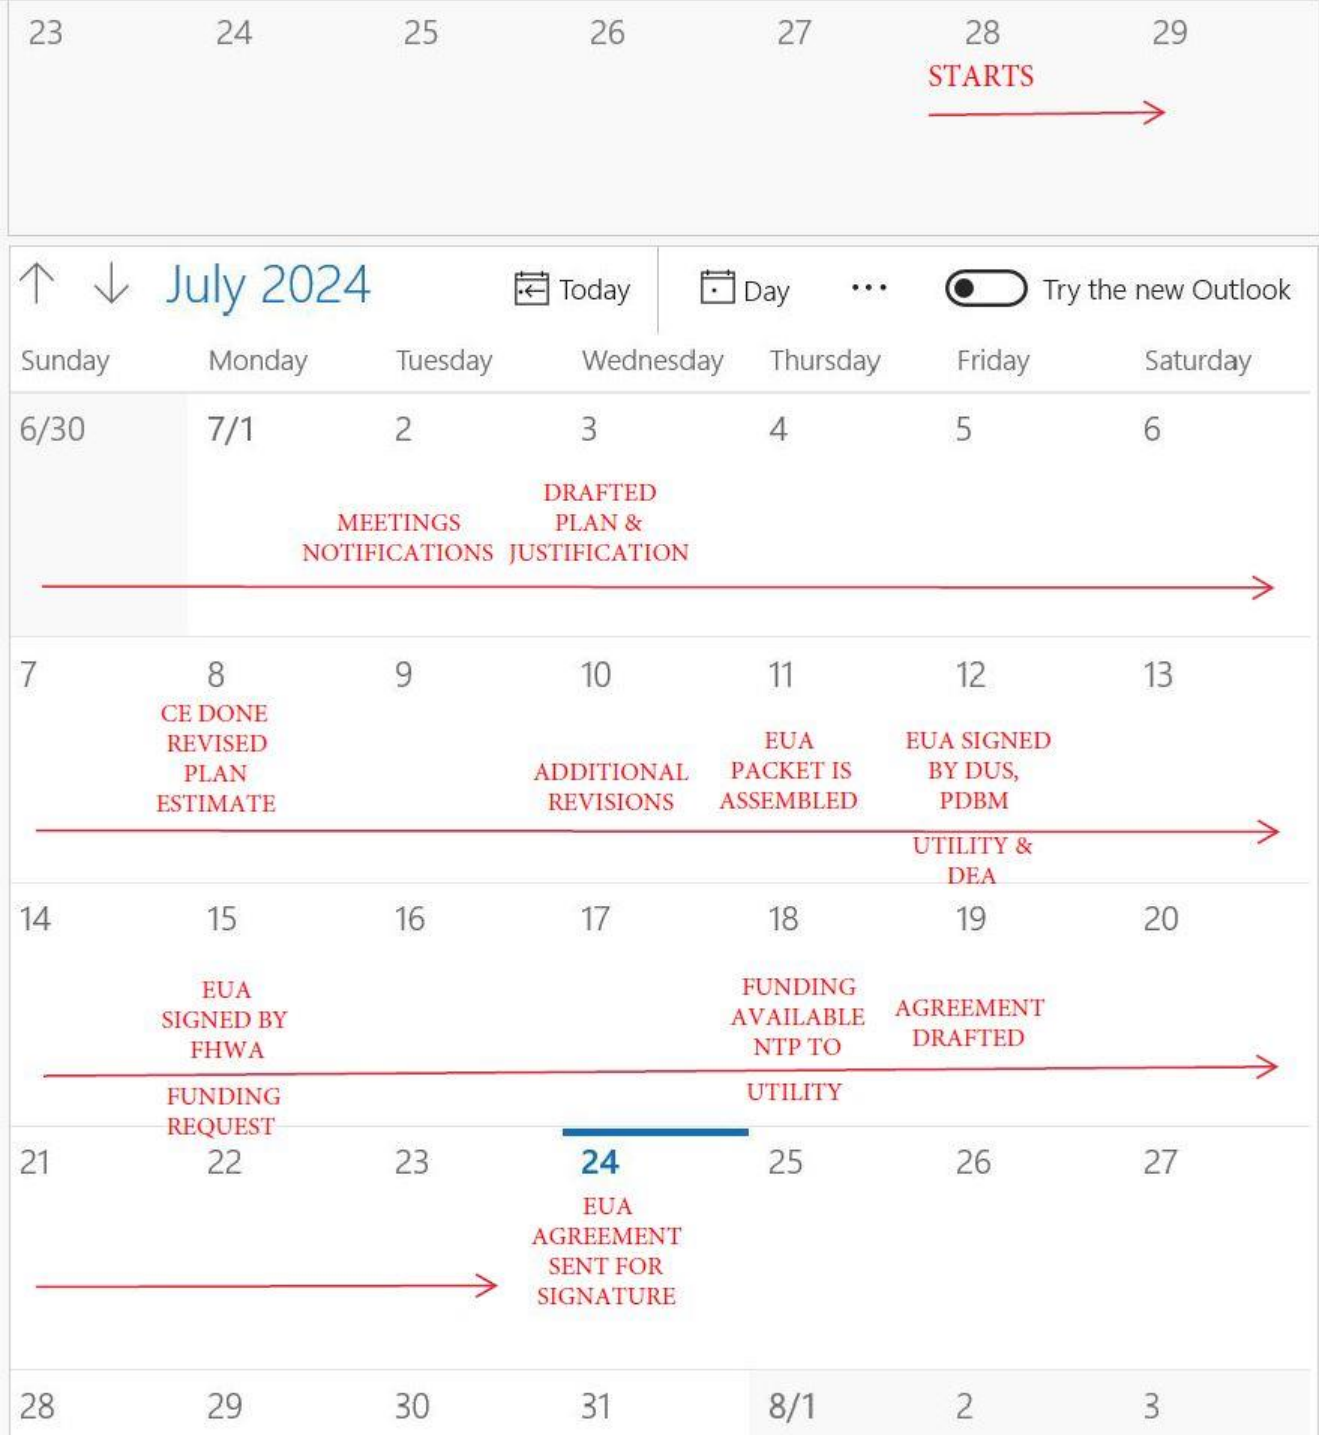 23 24 25 26 27 28 29
STARTS
July 2024 Today Day ... Try the new Outlook
Sunday Monday Tuesday Wednesday Thursday Friday Saturday
6/30 7/1 2 3 4 5 6
MEETINGS
NOTIFICATIONS
DRAFTED
PLAN &
JUSTIFICATION
7 8 9 10 11 12 13
CE DONE
REVISED
PLAN
ESTIMATE
ADDITIONAL
REVISIONS
EUA
PACKET IS
ASSEMBLED
EUA SIGNED
BY DUS,
PDBM
UTILITY &
DEA
14 15 16 17 18 19 20
EUA
SIGNED BY
FHWA
FUNDING
REQUEST
FUNDING
AVAILABLE
NTP TO
UTILITY
AGREEMENT
DRAFTED
21 22 23 24 25 26 27
EUA
AGREEMENT
SENT FOR
SIGNATURE
28 29 30 31 8/1 2 3